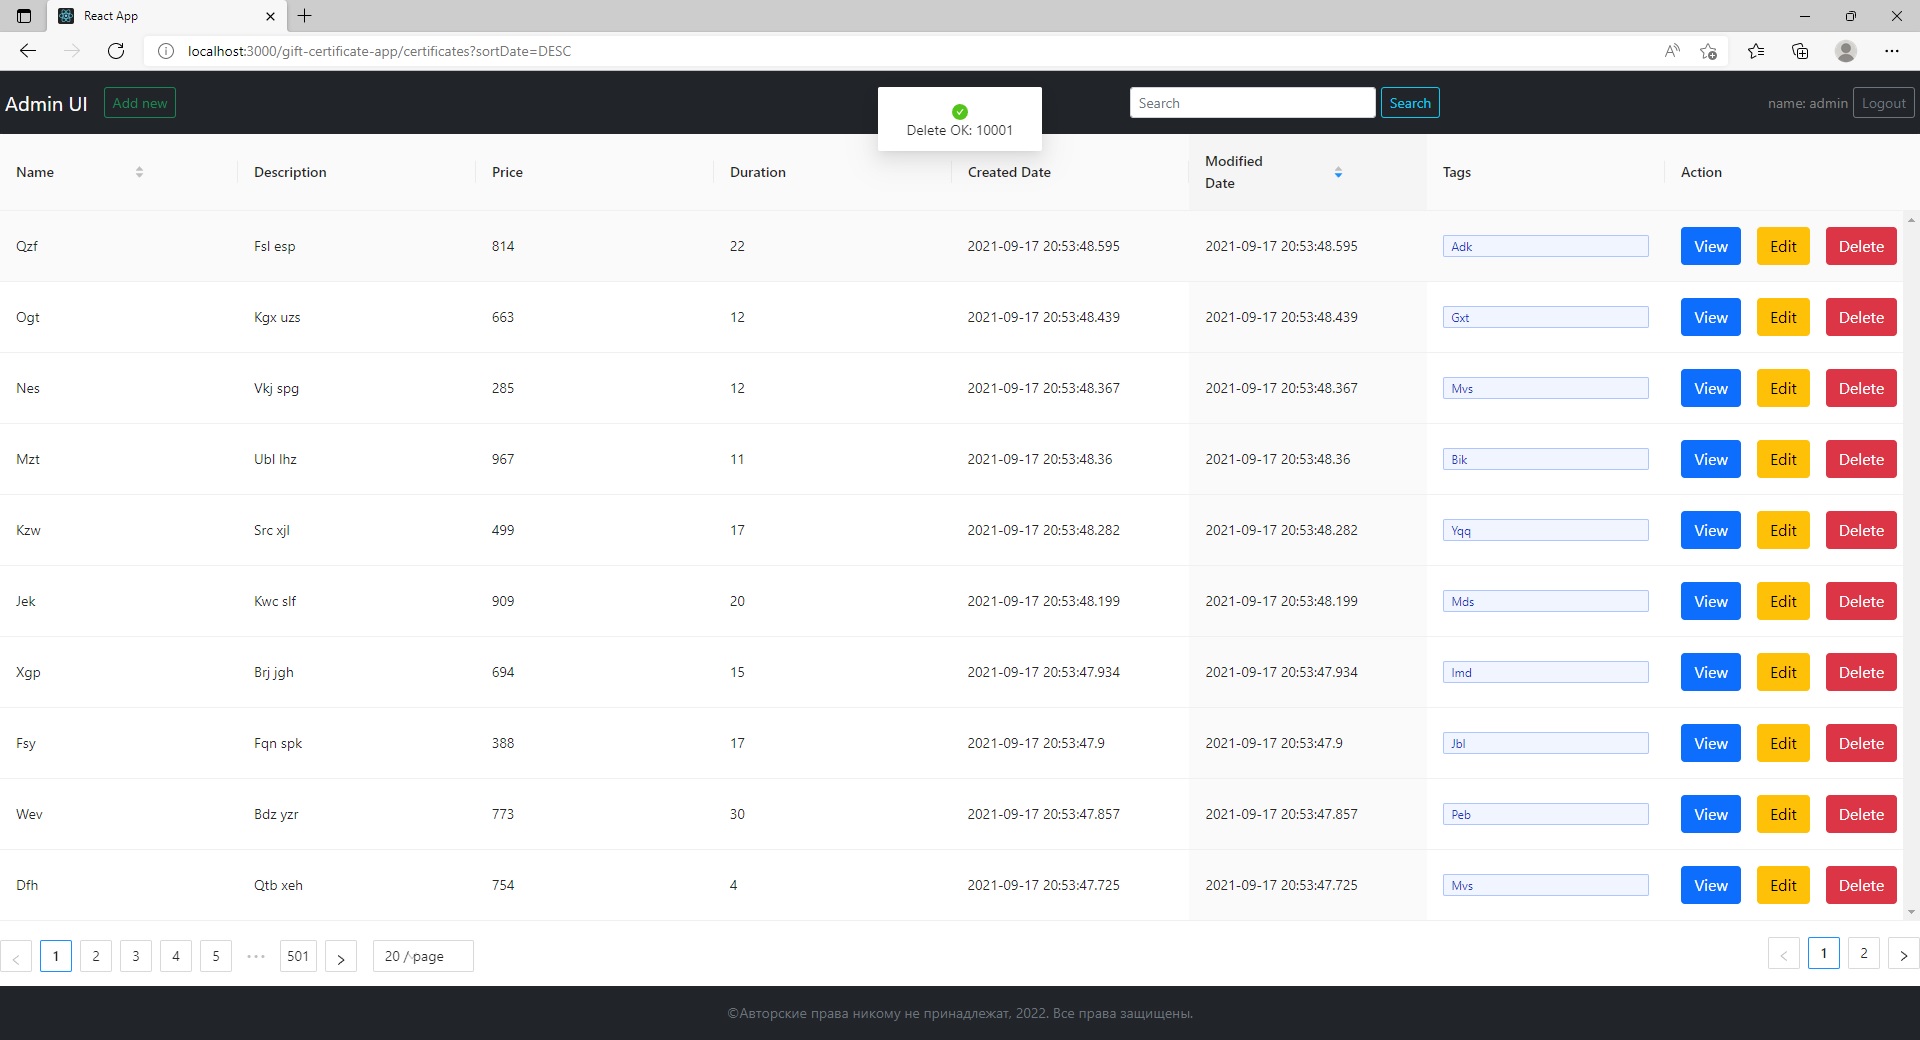 React App
localhost:3000/gift-certificate-app/certificates?sortDate=DESC
Admin UI Add new Search Search name: admin Logout
Delete OK: 10001
Name Description Price Duration Created Date Modified Date Tags Action
Qzf Fsl esp 814 22 2021-09-17 20:53:48.595 2021-09-17 20:53:48.595 Adk View Edit Delete
Ogt Kgx uzs 663 12 2021-09-17 20:53:48.439 2021-09-17 20:53:48.439 Gxt View Edit Delete
Nes Vkj spg 285 12 2021-09-17 20:53:48.367 2021-09-17 20:53:48.367 Mvs View Edit Delete
Mzt Ubl lhz 967 11 2021-09-17 20:53:48.36 2021-09-17 20:53:48.36 Bik View Edit Delete
Kzw Src xjl 499 17 2021-09-17 20:53:48.282 2021-09-17 20:53:48.282 Yqq View Edit Delete
Jek Kwc slf 909 20 2021-09-17 20:53:48.199 2021-09-17 20:53:48.199 Mds View Edit Delete
Xgp Brj jgh 694 15 2021-09-17 20:53:47.934 2021-09-17 20:53:47.934 Imd View Edit Delete
Fsy Fqn spk 388 17 2021-09-17 20:53:47.9 2021-09-17 20:53:47.9 Jbl View Edit Delete
Wev Bdz yzr 773 30 2021-09-17 20:53:47.857 2021-09-17 20:53:47.857 Peb View Edit Delete
Dfh Qtb xeh 754 4 2021-09-17 20:53:47.725 2021-09-17 20:53:47.725 Mvs View Edit Delete
< 1 2 3 4 5 ••• 501 > 20 / page < 1 2 >
©Авторские права никому не принадлежат, 2022. Все права защищены.